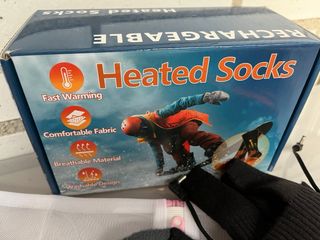 RECHARGEABLE
Heated Socks
Heated Socks
Fast Warming
Comfortable Fabric
Breathable Material
Washable Design